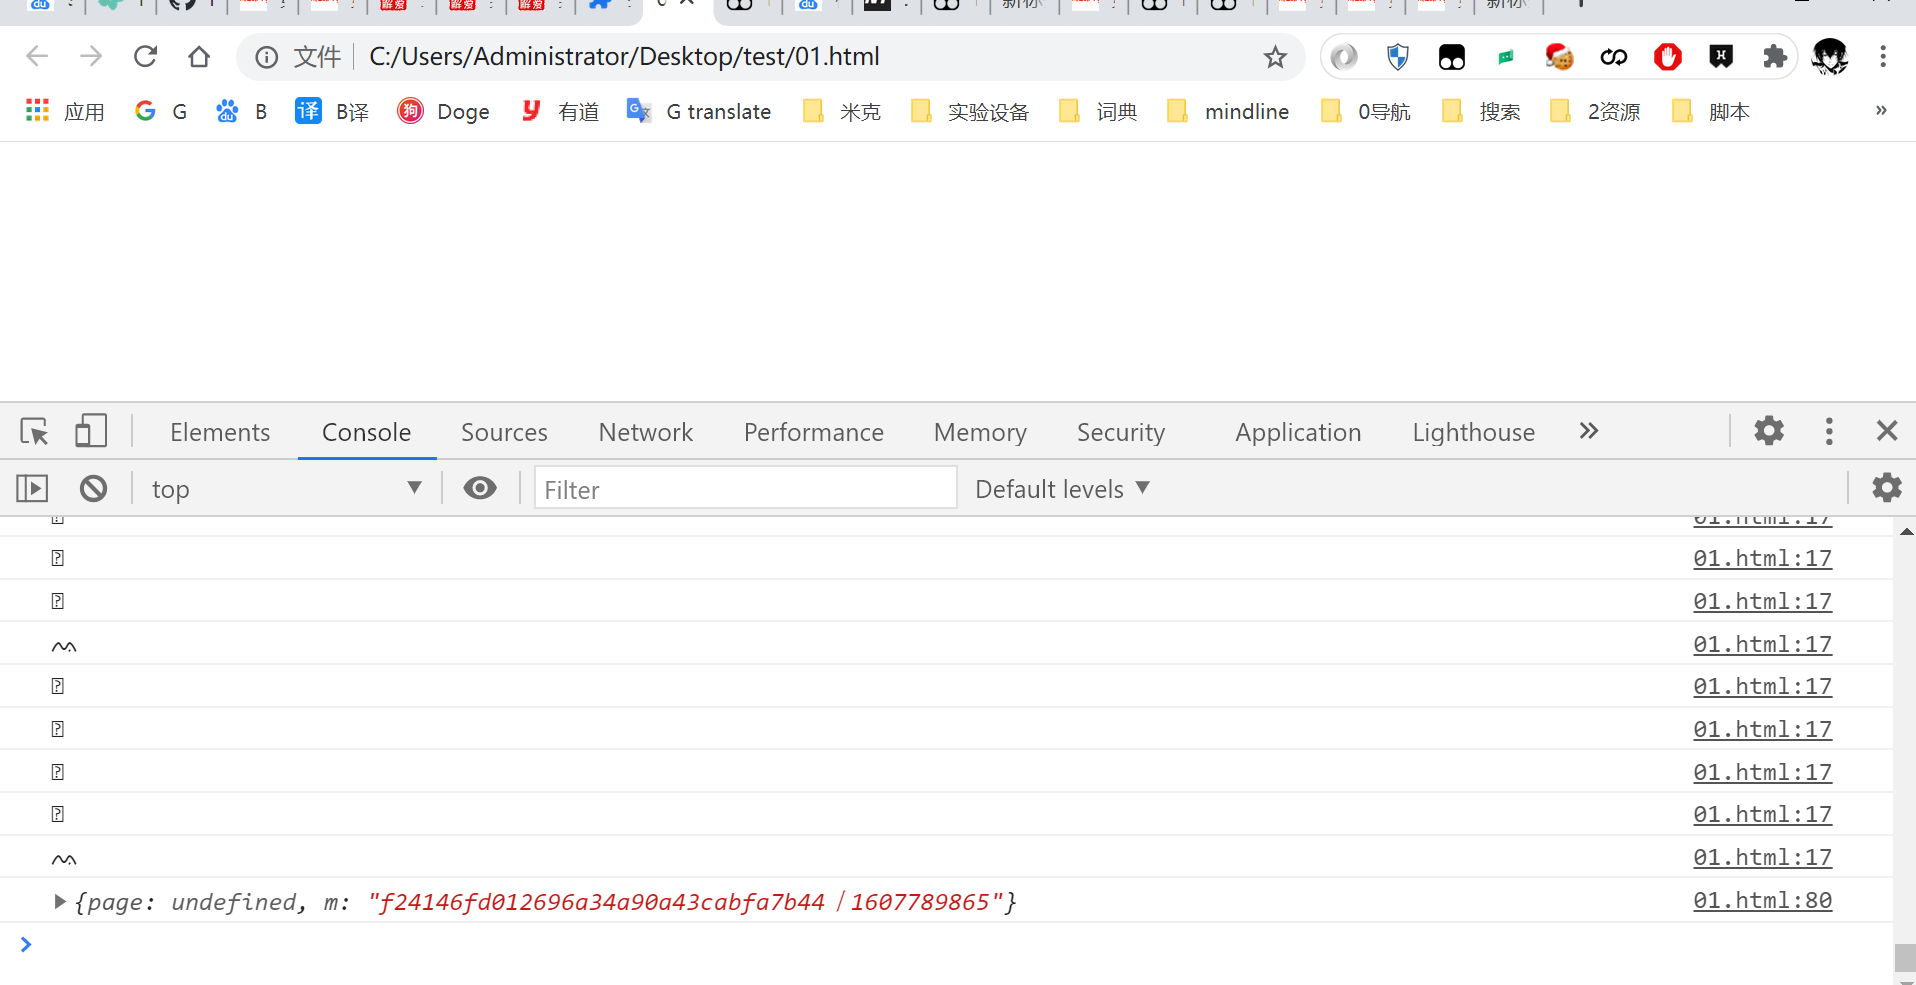 文件 C:/Users/Administrator/Desktop/test/01.html
应用 G B B译 Doge 有道 G translate 米克 实验设备 词典 mindline 0导航 搜索 2资源 脚本 »
Elements Console Sources Network Performance Memory Security Application Lighthouse »
top Filter Default levels
01.html:17
01.html:17
01.html:17
01.html:17
01.html:17
01.html:17
01.html:17
01.html:17
01.html:17
{page: undefined, m: "f24146fd012696a34a90a43cabfa7b44丨1607789865"} 01.html:80